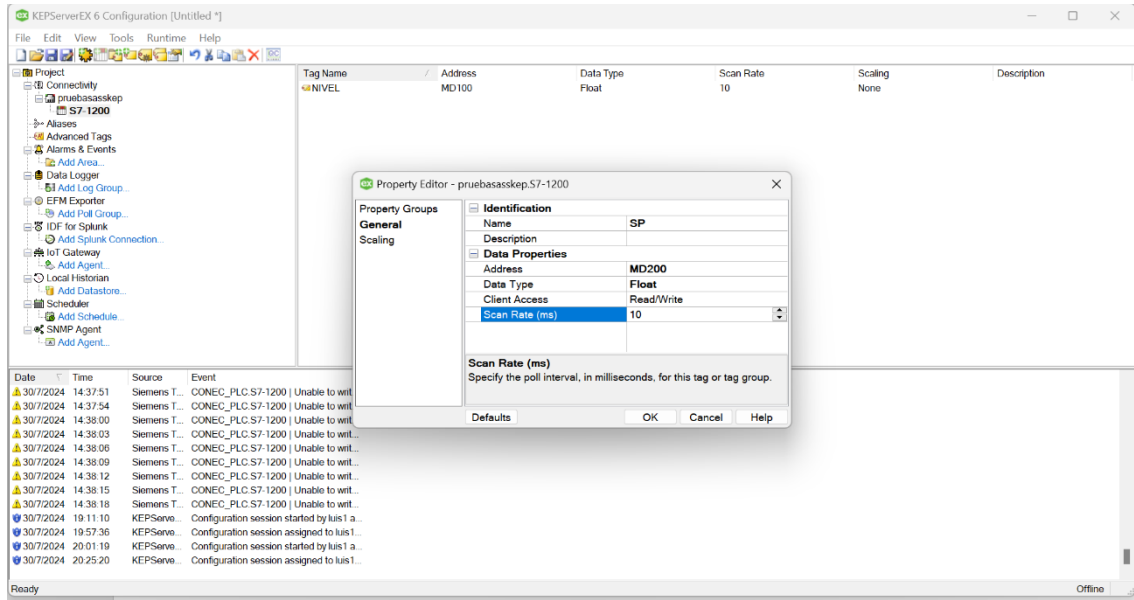 KEPServerEX 6 Configuration [Untitled *]
File Edit View Tools Runtime Help
Project
Connectivity
pruebasasskep
S7-1200
Aliases
Advanced Tags
Alarms & Events
Add Area...
Data Logger
Add Log Group...
EFM Exporter
Add Poll Group...
IDF for Splunk
Add Splunk Connection...
IoT Gateway
Add Agent...
Local Historian
Add Datastore...
Scheduler
Add Schedule...
SNMP Agent
Add Agent...
Tag Name Address Data Type Scan Rate Scaling Description
NIVEL MD100 Float 10 None
Property Editor - pruebasasskep.S7-1200
Property Groups
General
Scaling
Identification
Name SP
Description
Data Properties
Address MD200
Data Type Float
Client Access Read/Write
Scan Rate (ms) 10
Scan Rate (ms)
Specify the poll interval, in milliseconds, for this tag or tag group.
Defaults OK Cancel Help
Date Time Source Event
30/7/2024 14:37:51 Siemens T... CONEC_PLC.S7-1200 | Unable to writ
30/7/2024 14:37:54 Siemens T... CONEC_PLC.S7-1200 | Unable to writ
30/7/2024 14:38:00 Siemens T... CONEC_PLC.S7-1200 | Unable to writ
30/7/2024 14:38:03 Siemens T... CONEC_PLC.S7-1200 | Unable to writ...
30/7/2024 14:38:06 Siemens T... CONEC_PLC.S7-1200 | Unable to writ...
30/7/2024 14:38:09 Siemens T... CONEC_PLC.S7-1200 | Unable to writ...
30/7/2024 14:38:12 Siemens T... CONEC_PLC.S7-1200 | Unable to writ...
30/7/2024 14:38:15 Siemens T... CONEC_PLC.S7-1200 | Unable to writ...
30/7/2024 14:38:18 Siemens T... CONEC_PLC.S7-1200 | Unable to writ...
30/7/2024 19:11:10 KEPServe... Configuration session started by luis1 a...
30/7/2024 19:57:36 KEPServe... Configuration session assigned to luis1...
30/7/2024 20:01:19 KEPServe... Configuration session started by luis1 a...
30/7/2024 20:25:20 KEPServe... Configuration session assigned to luis1...
Ready Offline